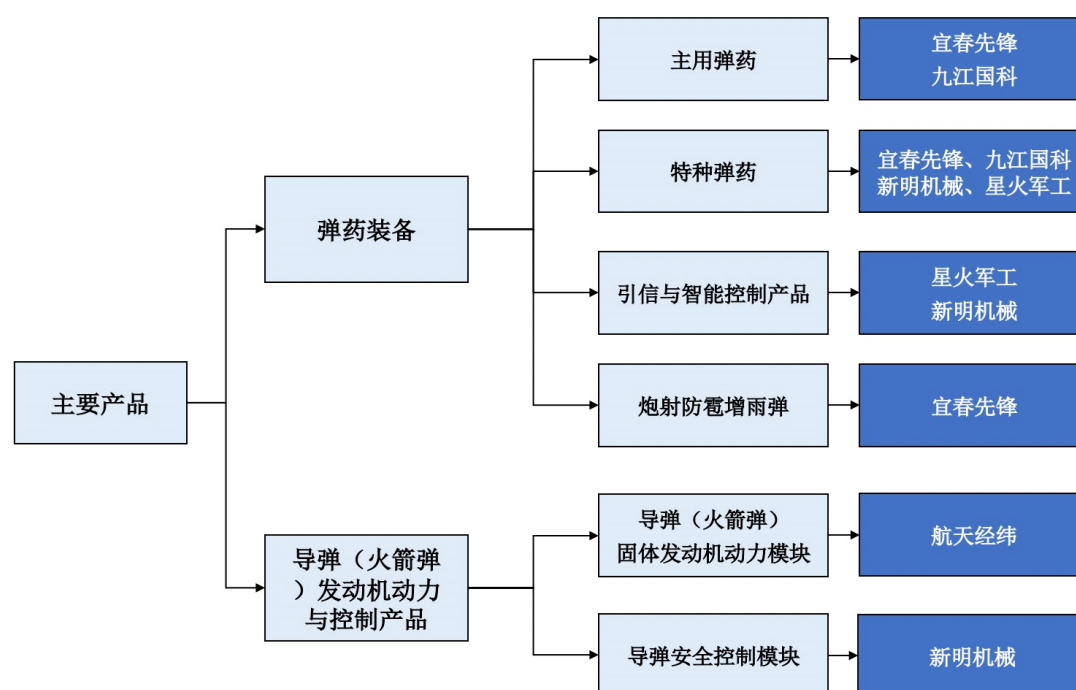 主用弹药
宜春先锋
九江国科
特种弹药
宜春先锋、九江国科
新明机械、星火军工
弹药装备
引信与智能控制产品
星火军工
新明机械
主要产品
炮射防雹增雨弹
宜春先锋
导弹（火箭弹）
固体发动机动力模块
航天经纬
导弹（火箭弹
）发动机动力
与控制产品
导弹安全控制模块
新明机械